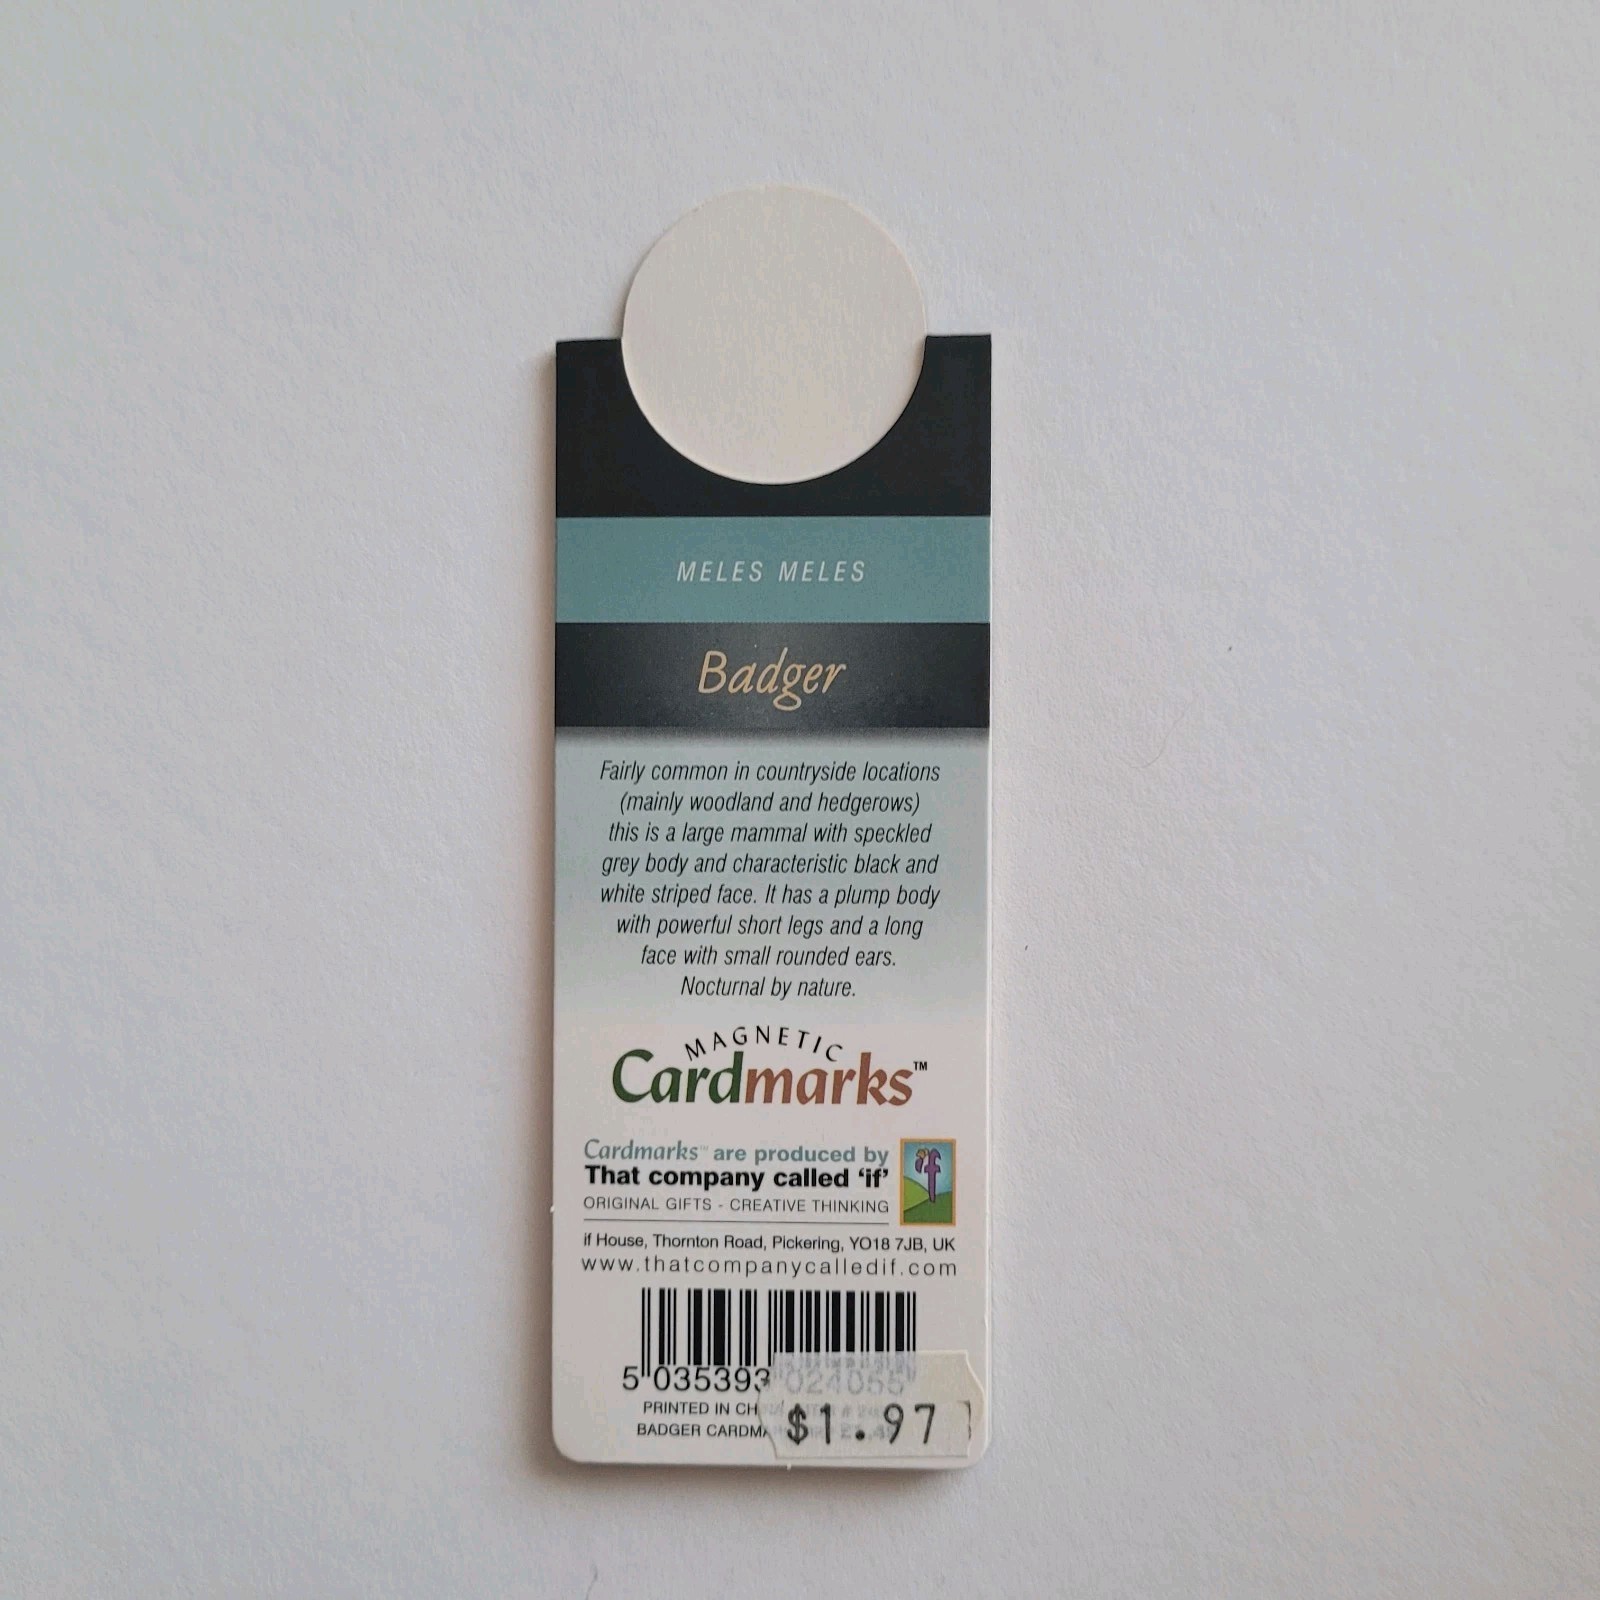 MELES MELES
Badger
Fairly common in countryside locations
(mainly woodland and hedgerows)
this is a large mammal with speckled
grey body and characteristic black and
white striped face. It has a plump body
with powerful short legs and a long
face with small rounded ears.
Nocturnal by nature.
MAGNETIC
Cardmarks™
Cardmarks™ are produced by
That company called ‘if’
if
ORIGINAL GIFTS - CREATIVE THINKING
if House, Thornton Road, Pickering, YO18 7JB, UK
www.thatcompanycalledif.com
5 035393 024055
PRINTED IN CH
BADGER CARDMA
$1.97